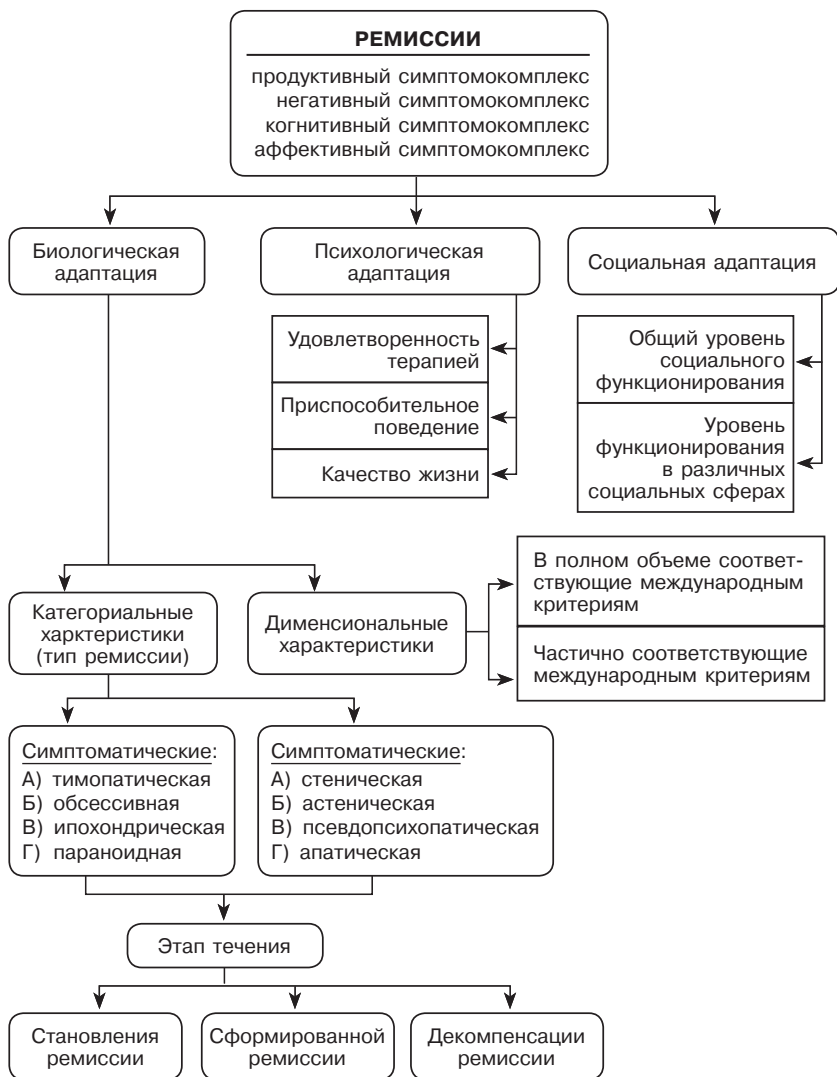 РЕМИССИИ
продуктивный симптомокомплекс
негативный симптомокомплекс
когнитивный симптомокомплекс
аффективный симптомокомплекс
Биологическая
адаптация
Психологическая
адаптация
Социальная адаптация
Удовлетворенность
терапией
Приспособительное
поведение
Качество жизни
Общий уровень
социального
функционирования
Уровень
функционирования
в различных
социальных сферах
Категориальные
харктеристики
(тип ремиссии)
Дименсиональные
характеристики
В полном объеме соответ-
ствующие международным
критериям
Частично соответствующие
международным критериям
Симптоматические:
А) тимопатическая
Б) обсессивная
В) ипохондрическая
Г) параноидная
Симптоматические:
А) стеническая
Б) астеническая
В) псевдопсихопатическая
Г) апатическая
Этап течения
Становления
ремиссии
Сформированной
ремиссии
Декомпенсации
ремиссии